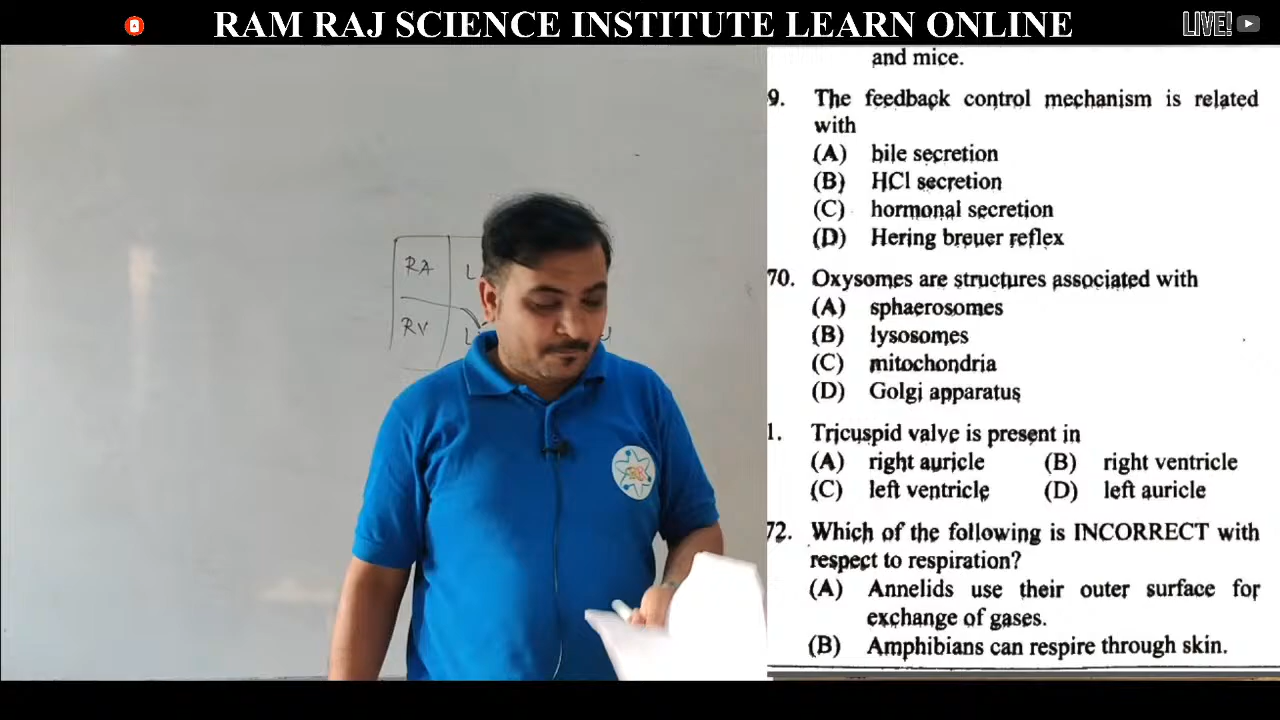 RAM RAJ SCIENCE INSTITUTE LEARN ONLINE
LIVE!
and mice.
9. The feedback control mechanism is related
with
(A) bile secretion
(B) HCl secretion
(C) hormonal secretion
(D) Hering breuer reflex
70. Oxysomes are structures associated with
(A) sphaerosomes
(B) lysosomes
(C) mitochondria
(D) Golgi apparatus
1. Tricuspid valve is present in
(A) right auricle (B) right ventricle
(C) left ventricle (D) left auricle
72. Which of the following is INCORRECT with
respect to respiration?
(A) Annelids use their outer surface for
exchange of gases.
(B) Amphibians can respire through skin.
RA L
RV L